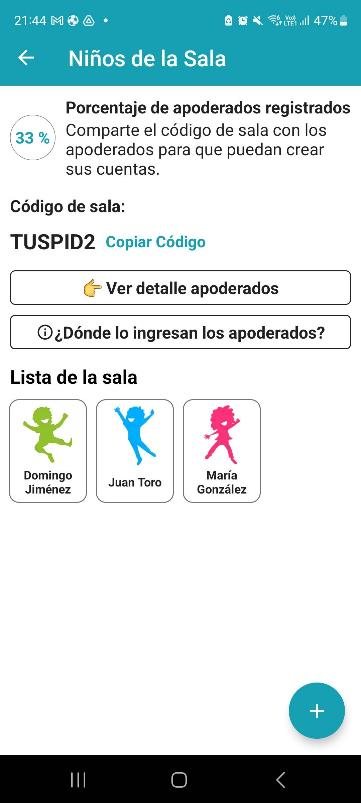 21:44 47%
Niños de la Sala
Porcentaje de apoderados registrados
33 %
Comparte el código de sala con los
apoderados para que puedan crear
sus cuentas.
Código de sala:
TUSPID2 Copiar Código
👉 Ver detalle apoderados
¿Dónde lo ingresan los apoderados?
Lista de la sala
Domingo
Jiménez
Juan Toro
María
González
+